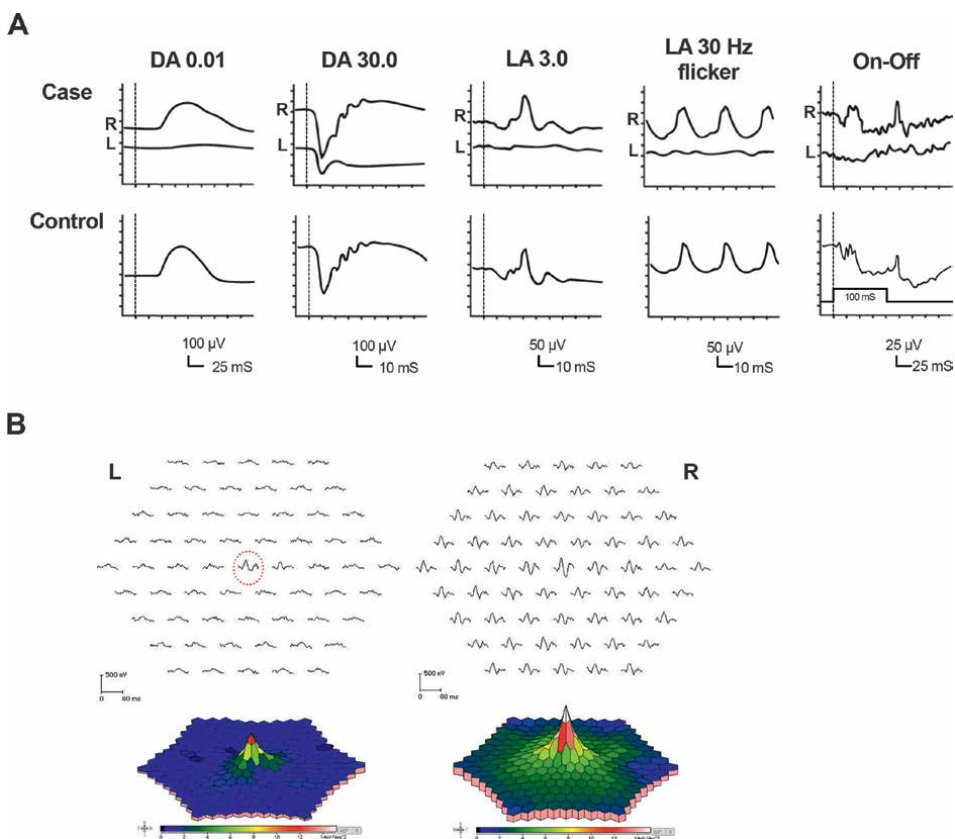 A
DA 0.01 DA 30.0 LA 3.0 LA 30 Hz flicker On-Off
Case
R R R R R
L L L L L
Control
100 mS
100 µV 100 µV 50 µV 50 µV 25 µV
25 mS 10 mS 10 mS 10 mS 25 mS
B
L R
500 nV 500 nV
0 80 ms 0 80 ms